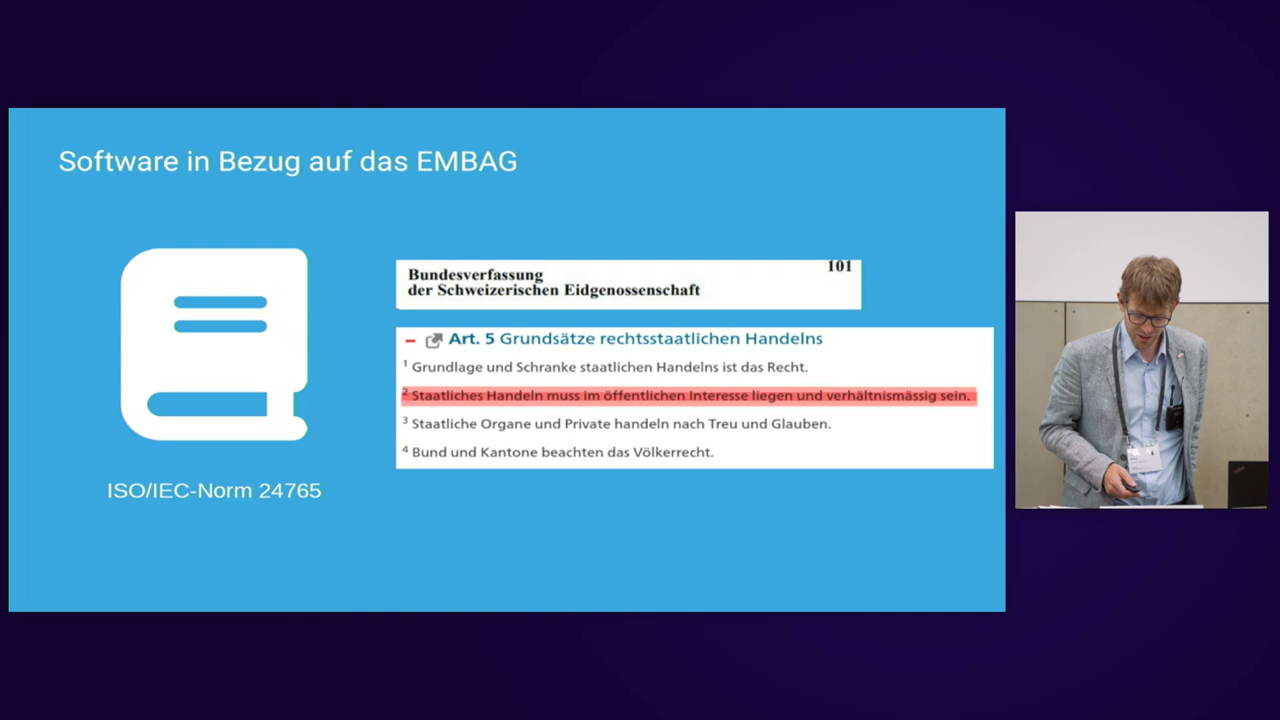 Software in Bezug auf das EMBAG
ISO/IEC-Norm 24765
101
Bundesverfassung
der Schweizerischen Eidgenossenschaft
Art. 5 Grundsätze rechtsstaatlichen Handelns
¹ Grundlage und Schranke staatlichen Handelns ist das Recht.
² Staatliches Handeln muss im öffentlichen Interesse liegen und verhältnismässig sein.
³ Staatliche Organe und Private handeln nach Treu und Glauben.
⁴ Bund und Kantone beachten das Völkerrecht.